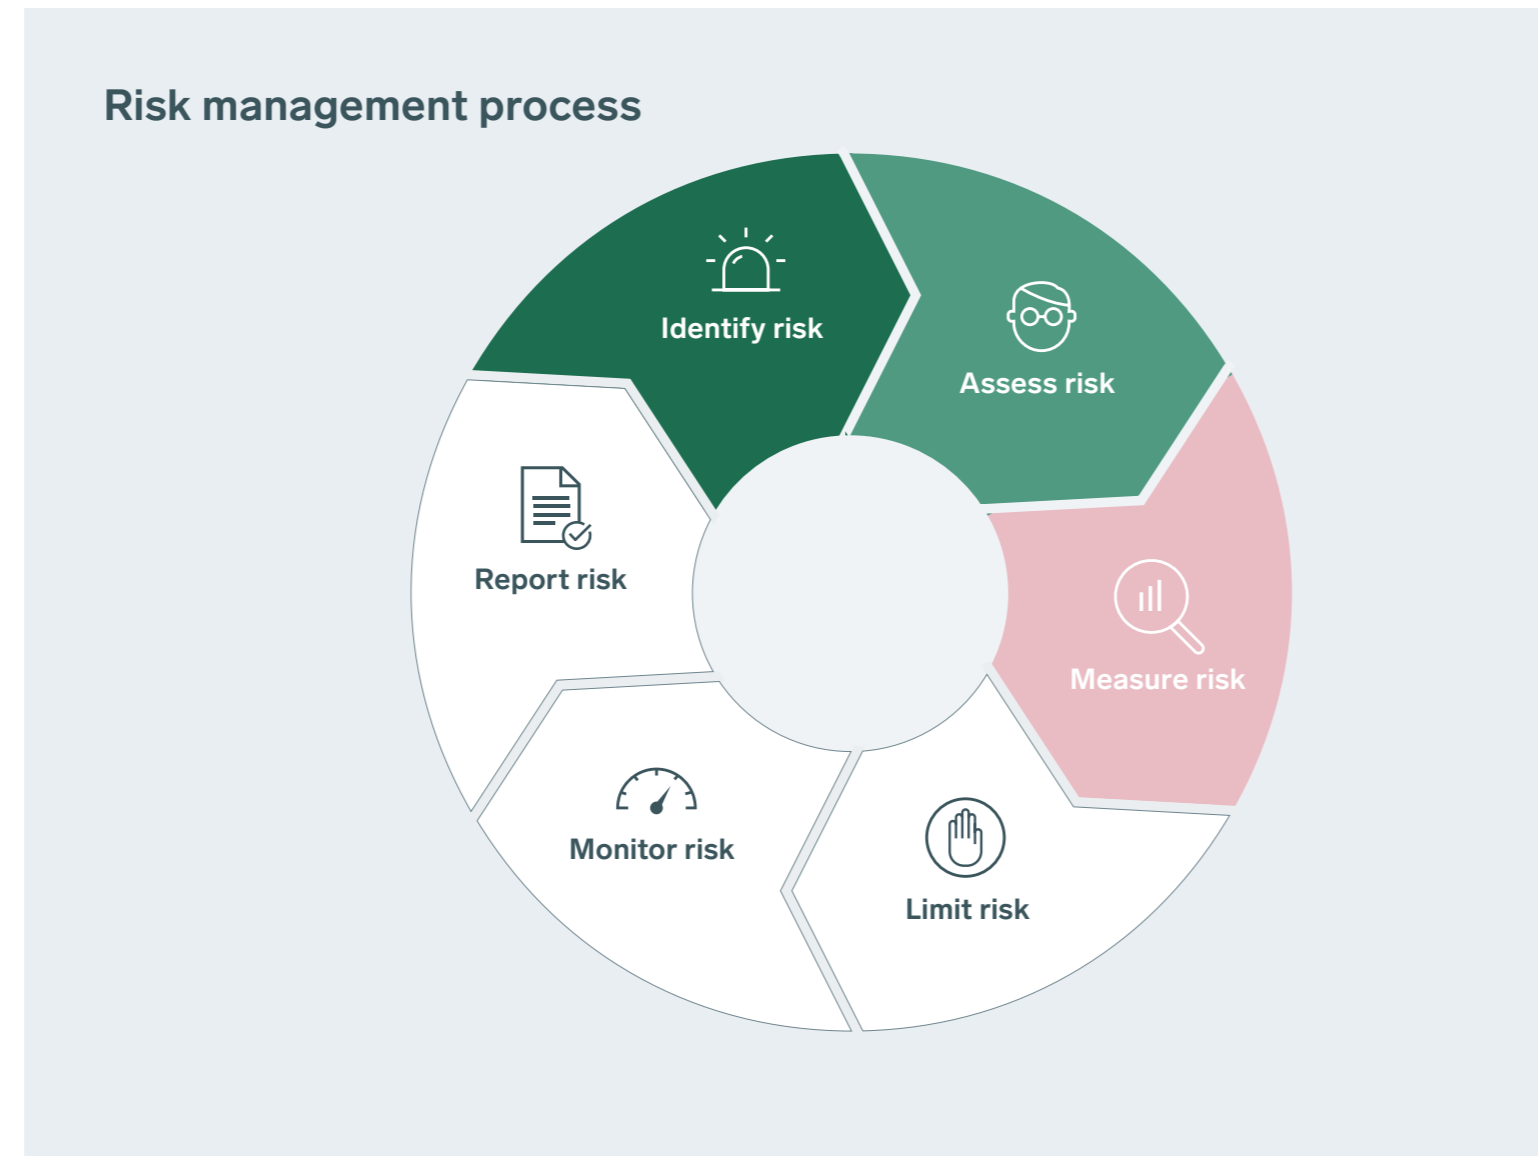 Risk management process
Identify risk
Assess risk
Measure risk
Limit risk
Monitor risk
Report risk